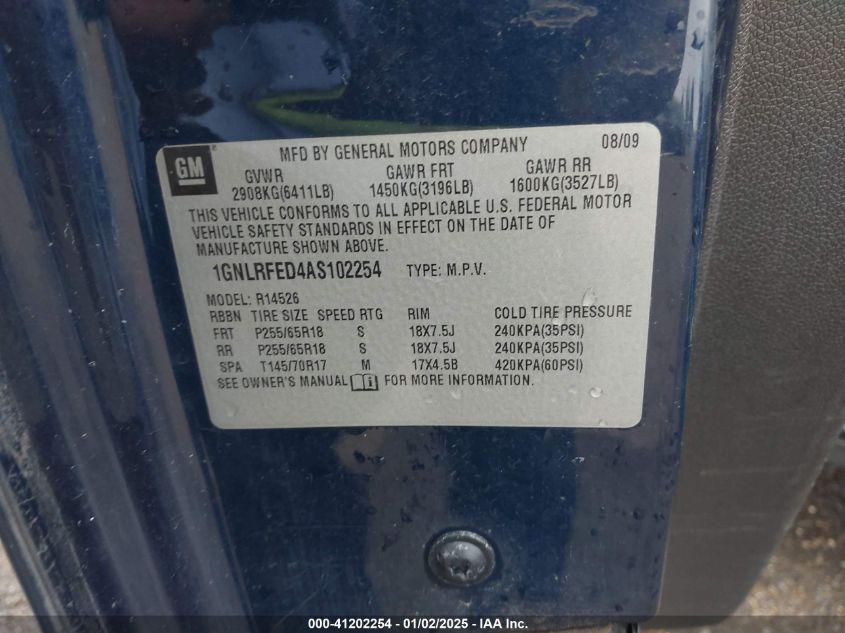 GM
MFD BY GENERAL MOTORS COMPANY 08/09
GVWR GAWR FRT GAWR RR
2908KG(6411LB) 1450KG(3196LB) 1600KG(3527LB)
THIS VEHICLE CONFORMS TO ALL APPLICABLE U.S. FEDERAL MOTOR
VEHICLE SAFETY STANDARDS IN EFFECT ON THE DATE OF
MANUFACTURE SHOWN ABOVE.
1GNLRFED4AS102254 TYPE: M.P.V.
MODEL: R14526
RBBN TIRE SIZE SPEED RTG RIM COLD TIRE PRESSURE
FRT P255/65R18 S 18X7.5J 240KPA(35PSI)
RR P255/65R18 S 18X7.5J 240KPA(35PSI)
SPA T145/70R17 M 17X4.5B 420KPA(60PSI)
SEE OWNER'S MANUAL FOR MORE INFORMATION.
000-41202254 - 01/02/2025 - IAA, Inc.